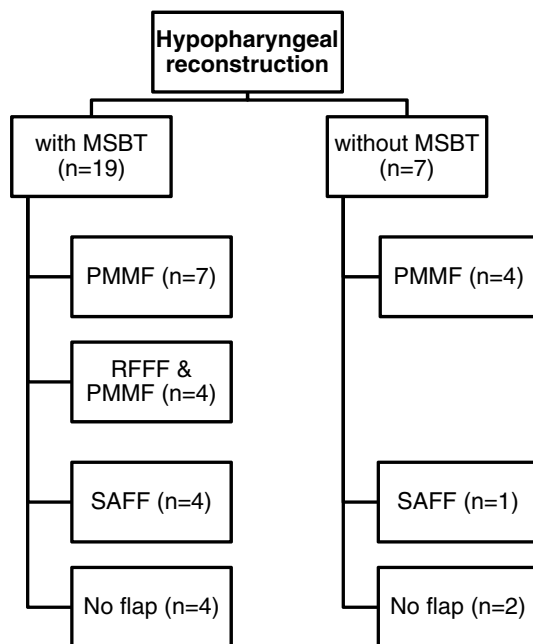 Hypopharyngeal
reconstruction
with MSBT
(n=19)
without MSBT
(n=7)
PMMF (n=7)
PMMF (n=4)
RFFF &
PMMF (n=4)
SAFF (n=4)
SAFF (n=1)
No flap (n=4)
No flap (n=2)